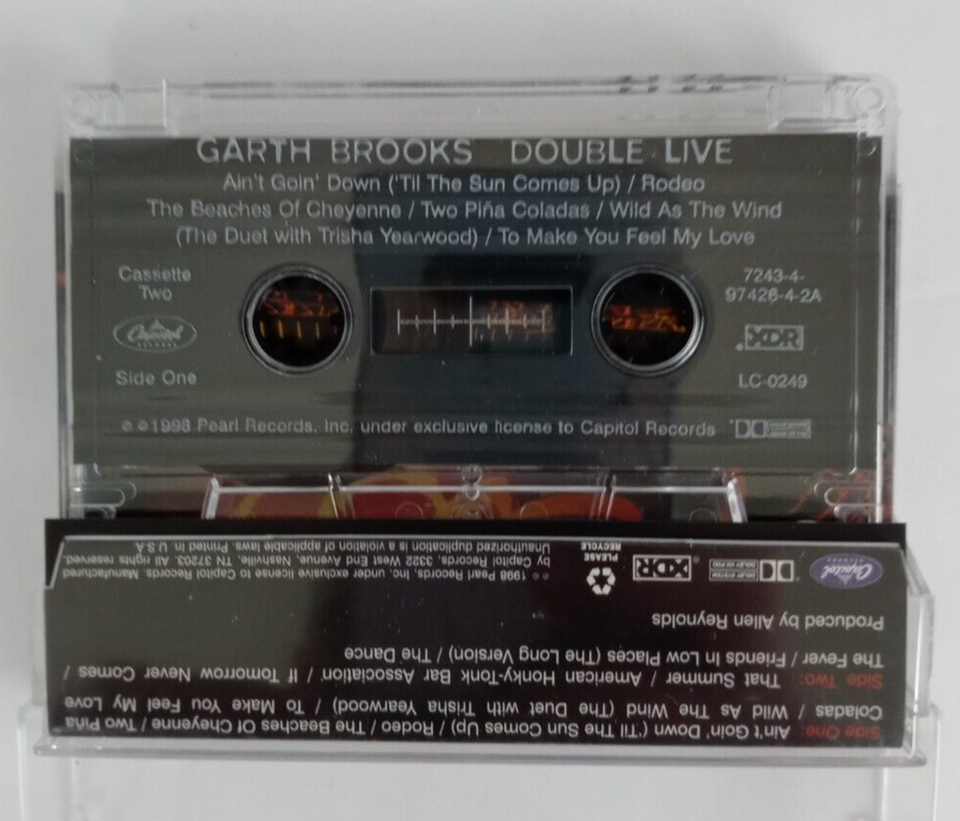 GARTH BROOKS DOUBLE LIVE
Ain't Goin' Down ('Til The Sun Comes Up) / Rodeo
The Beaches Of Cheyenne / Two Piña Coladas / Wild As The Wind
(The Duet with Trisha Yearwood) / To Make You Feel My Love
Cassette
Two
7243-4-
97426-4-2A
Capitol
RECORDS
XDR
Side One
LC-0249
℗ ©1998 Pearl Records, Inc. under exclusive license to Capitol Records
Side One: Ain't Goin' Down ('Til The Sun Comes Up) / Rodeo / The Beaches Of Cheyenne / Two Piña
Coladas / Wild As The Wind (The Duet with Trisha Yearwood) / To Make You Feel My Love
Side Two: That Summer / American Honky-Tonk Bar Association / If Tomorrow Never Comes /
The Fever / Friends In Low Places (The Long Version) / The Dance
Produced by Allen Reynolds
Capitol
XDR
PLEASE
RECYCLE
1998 Pearl Records, Inc. under exclusive license to Capitol Records. Manufactured
by Capitol Records, 3322 West End Avenue, Nashville, TN 37203. All rights reserved.
Unauthorized duplication is a violation of applicable laws. Printed in U S A